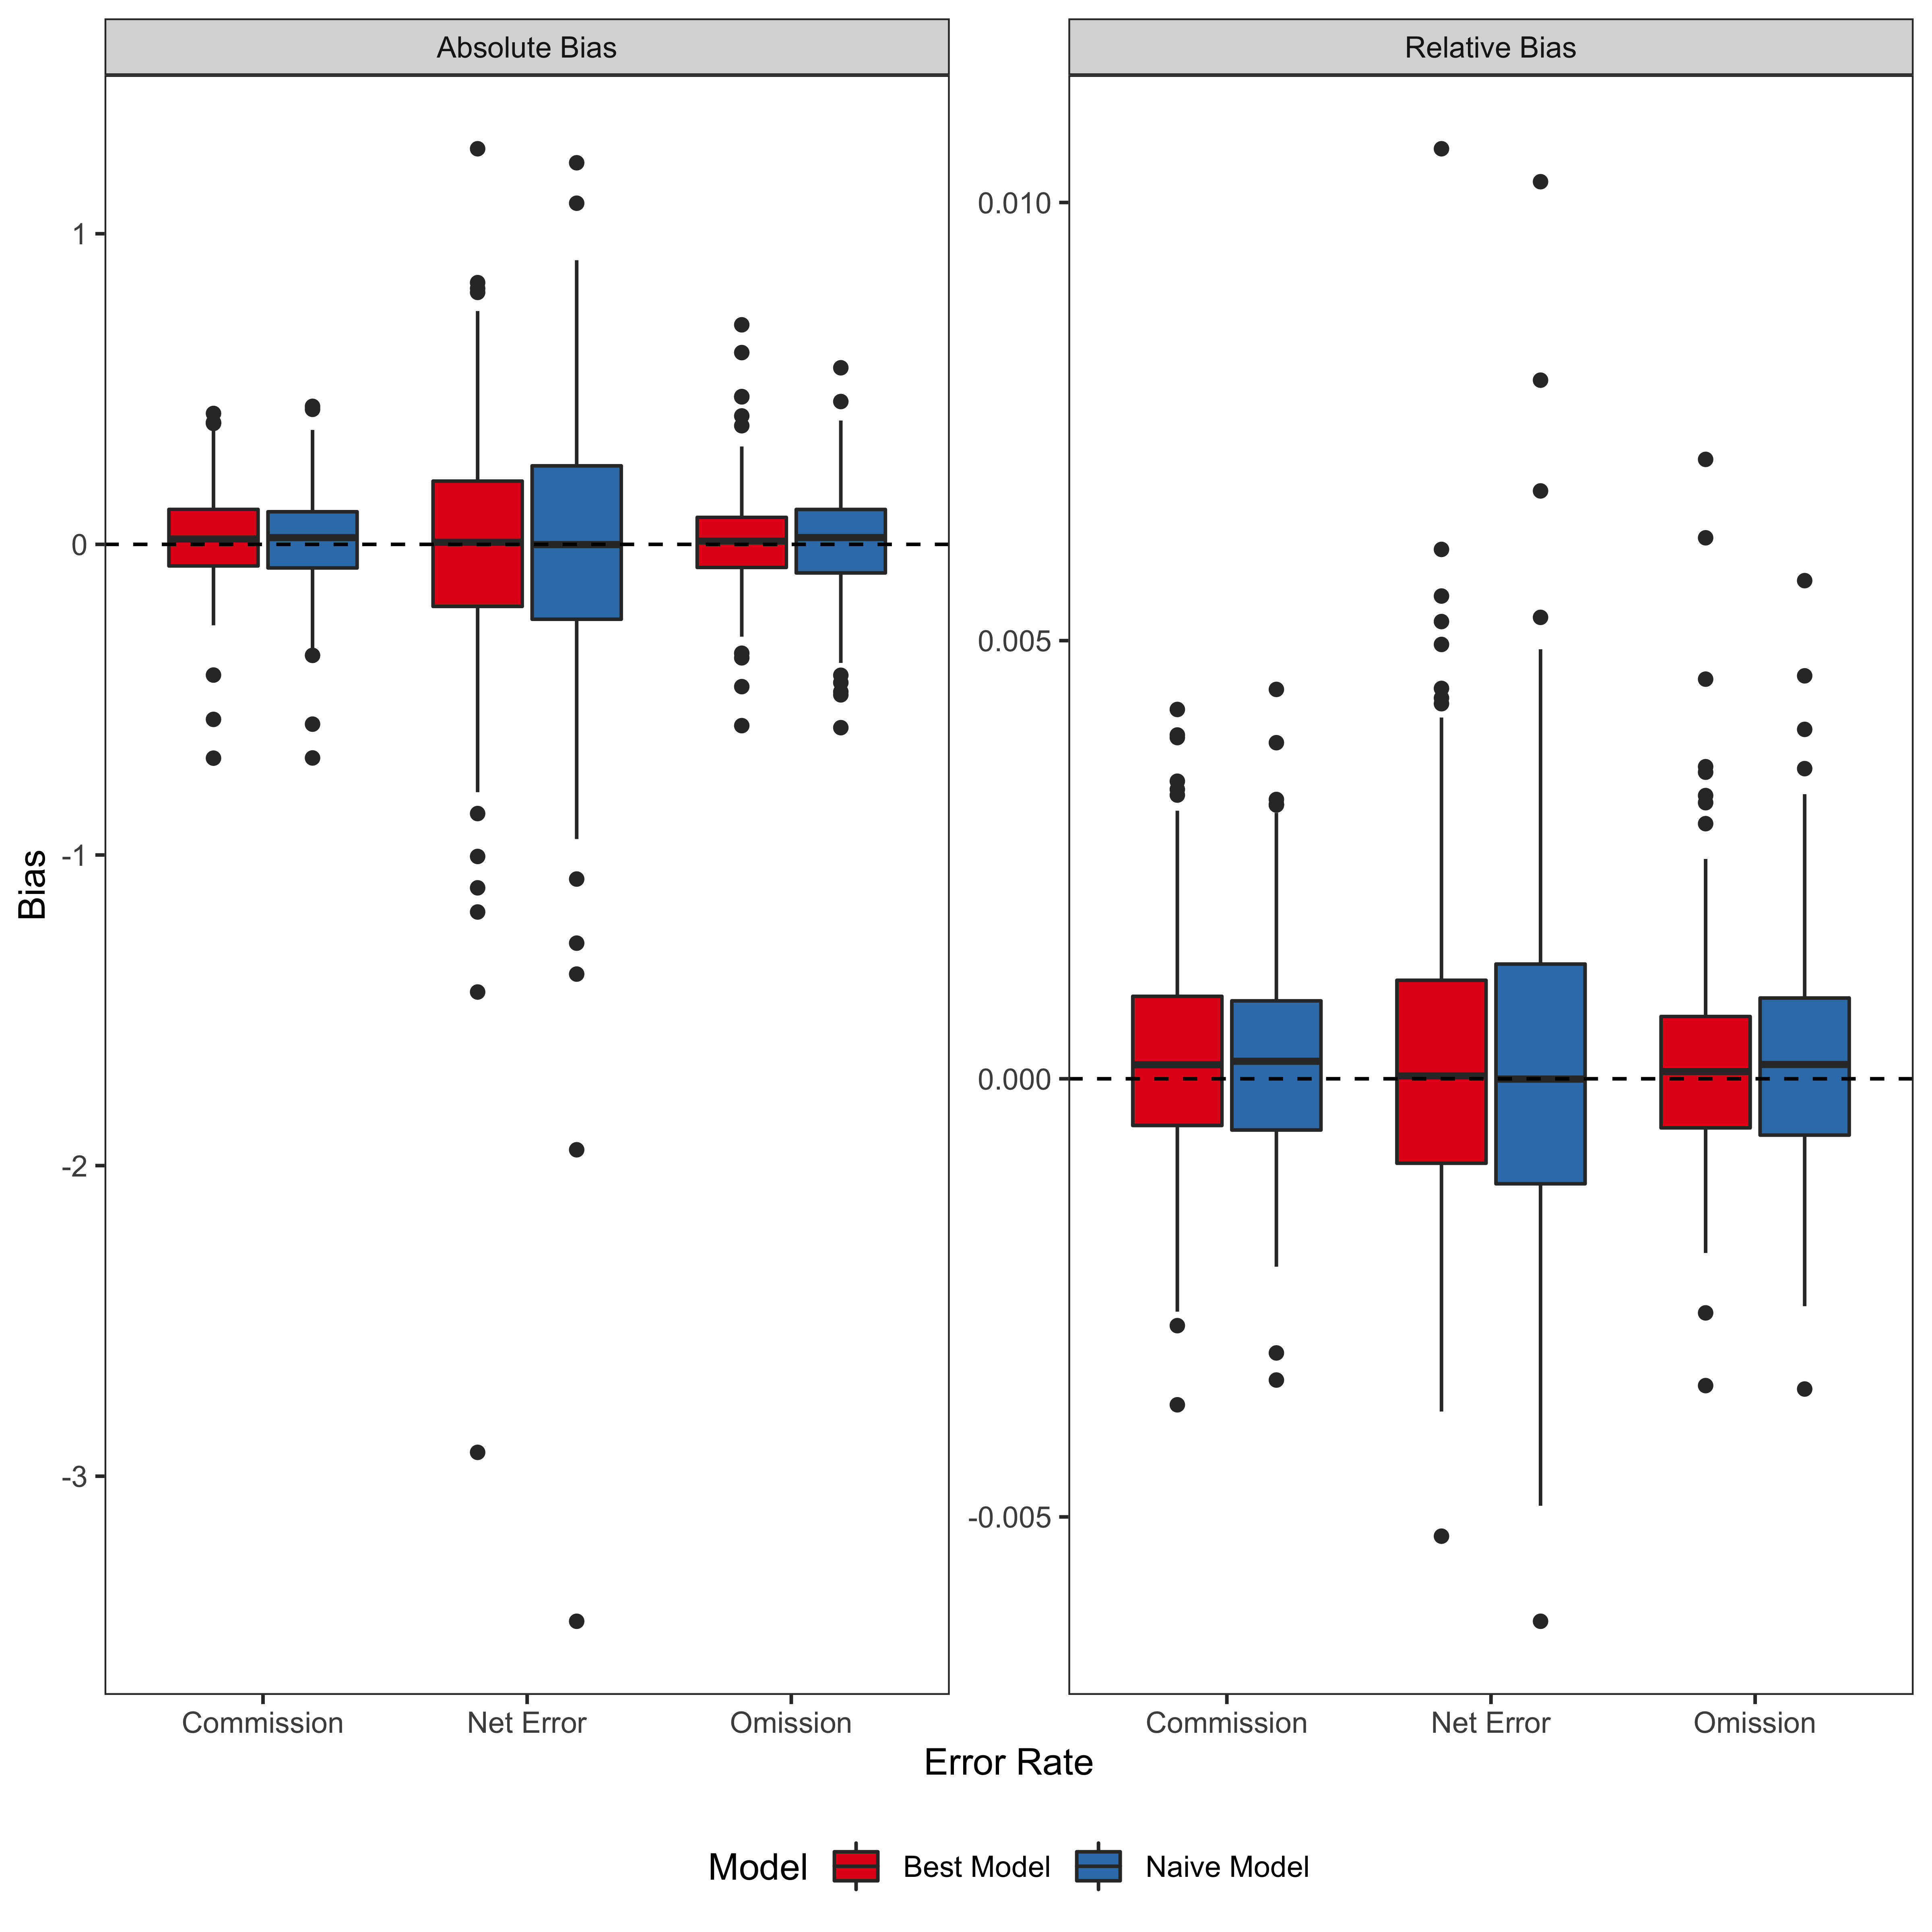 Absolute Bias
Relative Bias
Bias
1
0
-1
-2
-3
0.010
0.005
0.000
-0.005
Commission Net Error Omission
Commission Net Error Omission
Error Rate
Model Best Model Naive Model